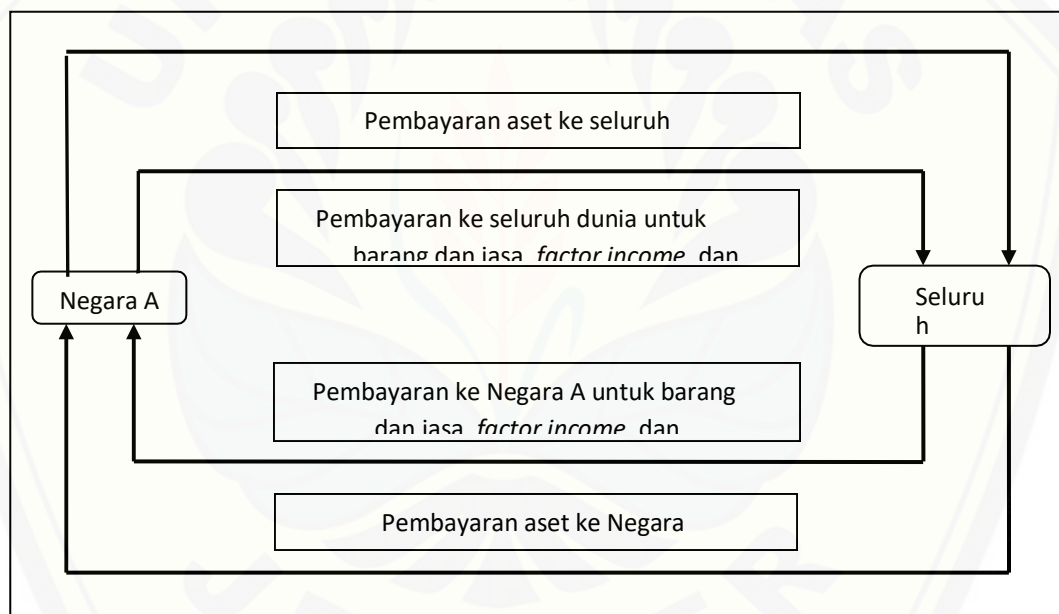 Pembayaran aset ke seluruh
Pembayaran ke seluruh dunia untuk
barang dan jasa, factor income, dan
Negara A
Seluru
h
Pembayaran ke Negara A untuk barang
dan jasa, factor income, dan
Pembayaran aset ke Negara